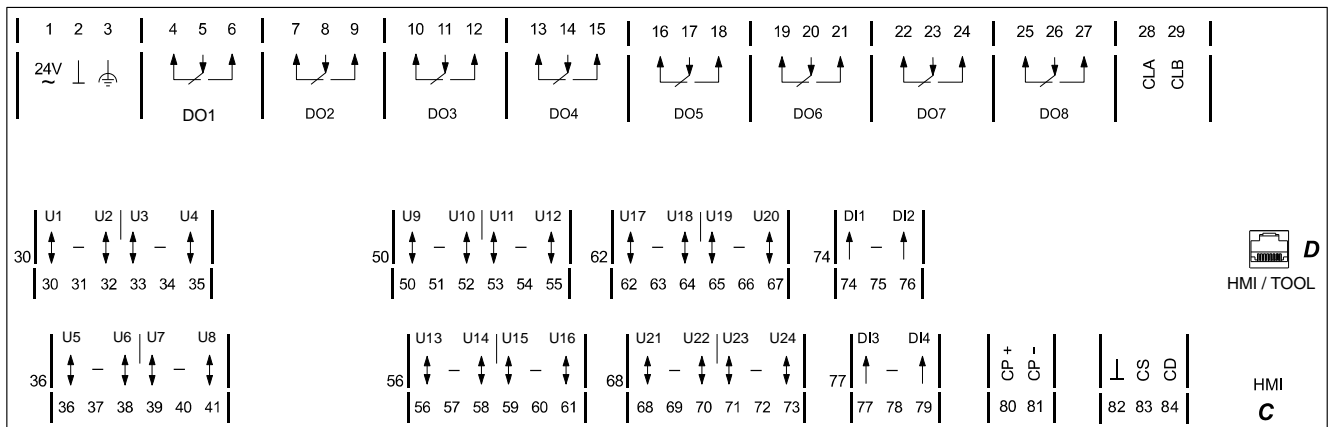 1 2 3 4 5 6 7 8 9 10 11 12 13 14 15 16 17 18 19 20 21 22 23 24 25 26 27 28 29
24V
~
CLA CLB
DO1 DO2 DO3 DO4 DO5 DO6 DO7 DO8
U1 U2 U3 U4 U9 U10 U11 U12 U17 U18 U19 U20 DI1 DI2
– – – – – – –
D
30 50 62 74
30 31 32 33 34 35 50 51 52 53 54 55 62 63 64 65 66 67 74 75 76
HMI / TOOL
U5 U6 U7 U8 U13 U14 U15 U16 U21 U22 U23 U24 DI3 DI4
– – – – – – –
CP + CP - CS CD
36 56 68 77
HMI
36 37 38 39 40 41 56 57 58 59 60 61 68 69 70 71 72 73 77 78 79 80 81 82 83 84
C